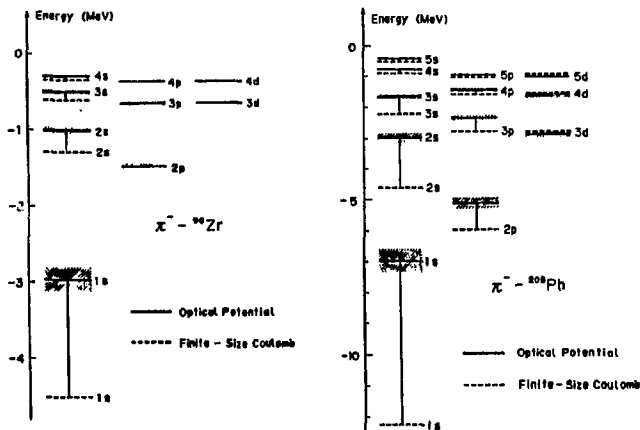 Energy (MeV)
0
-1
-2
-3
-4
4s
3s
2s
2s
1s
1s
4p
3p
2p
4d
3d
π⁻ - ⁹⁰Zr
Optical Potential
Finite - Size Coulomb
Energy (MeV)
0
-5
-10
5s
4s
3s
3s
2s
2s
1s
1s
5p
4p
3p
2p
5d
4d
3d
π⁻ - ²⁰⁸Pb
Optical Potential
Finite - Size Coulomb